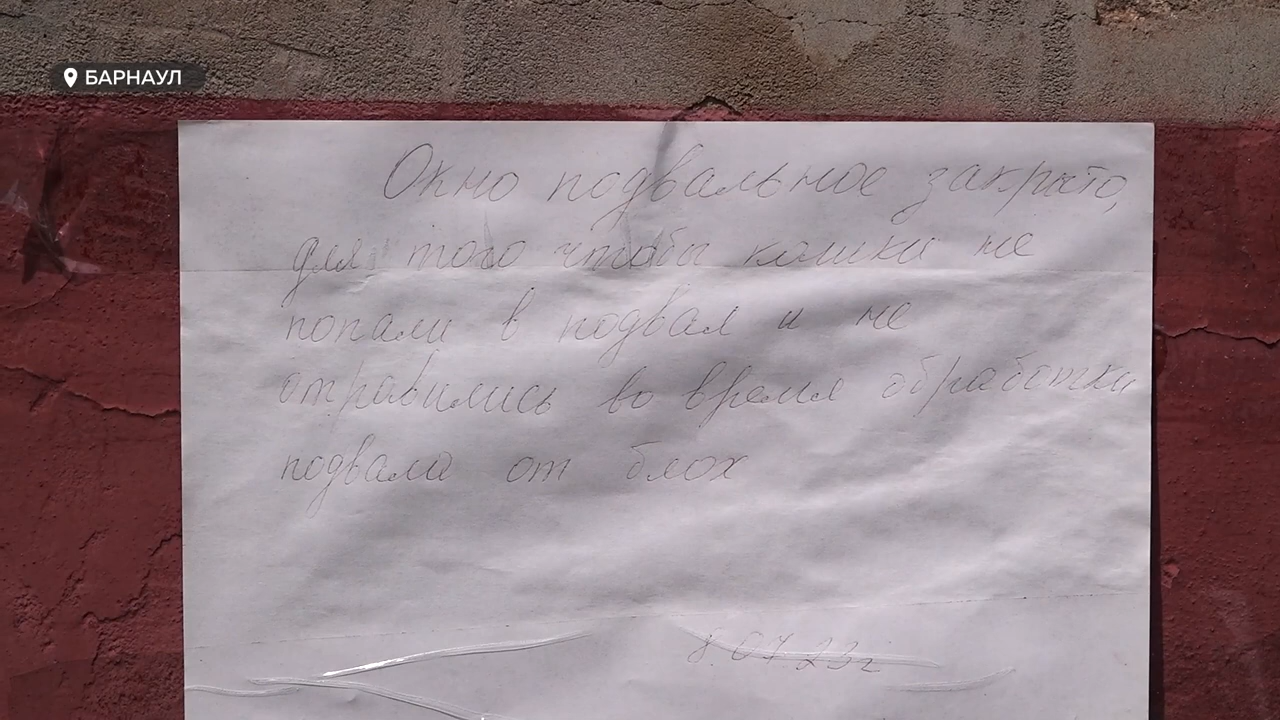 БАРНАУЛ
Окно подвальное закрыто,
для того чтобы кошки не
попали в подвал и не
отравились во время обработки
подвала от блох
8.07.23г